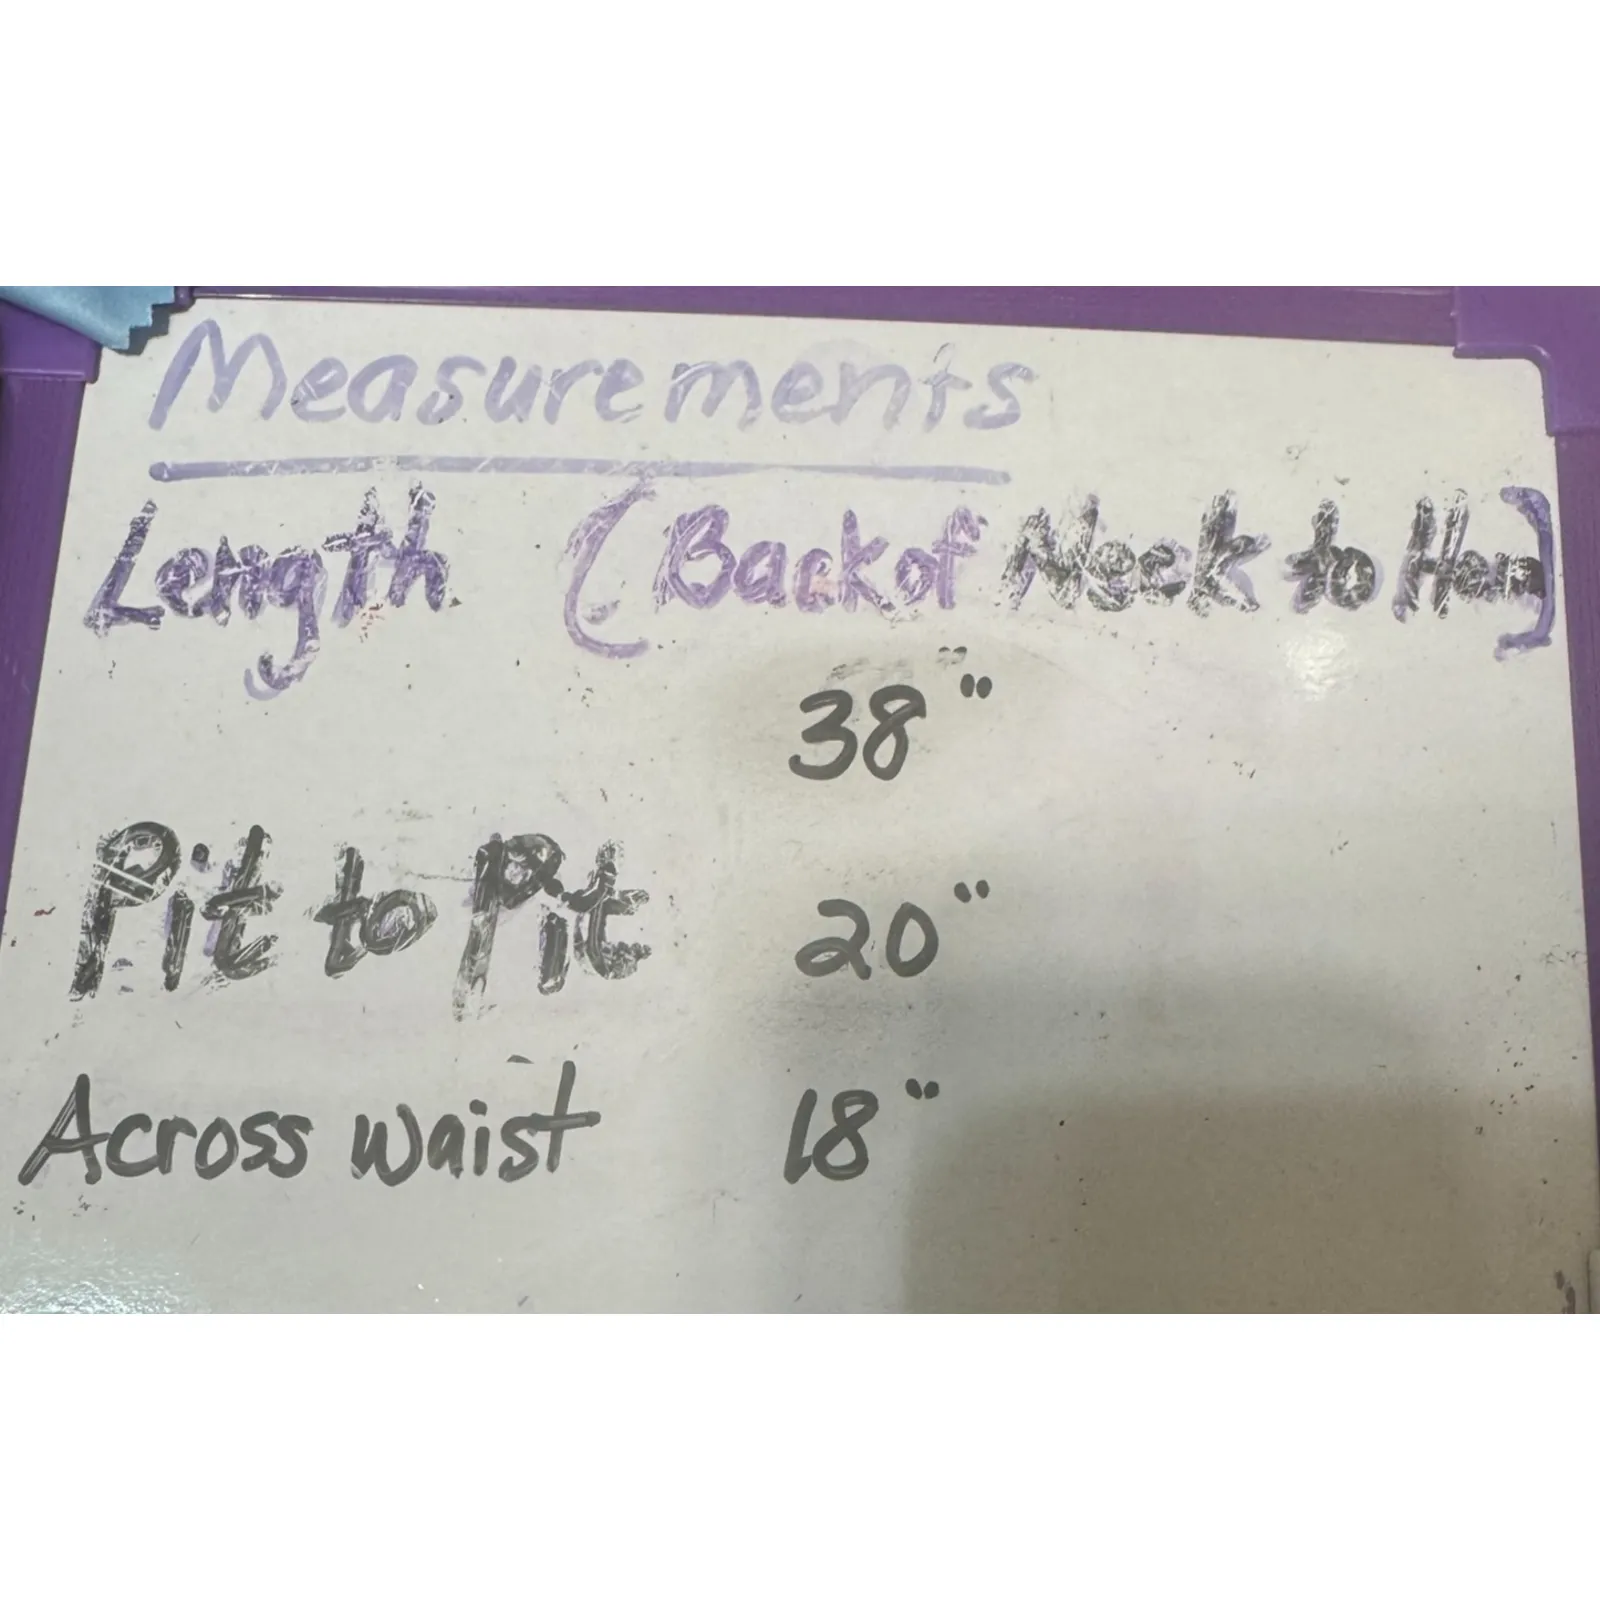 Measurements
Length (Back of Neck to Hem)
38"
Pit to Pit 20"
Across waist 18"